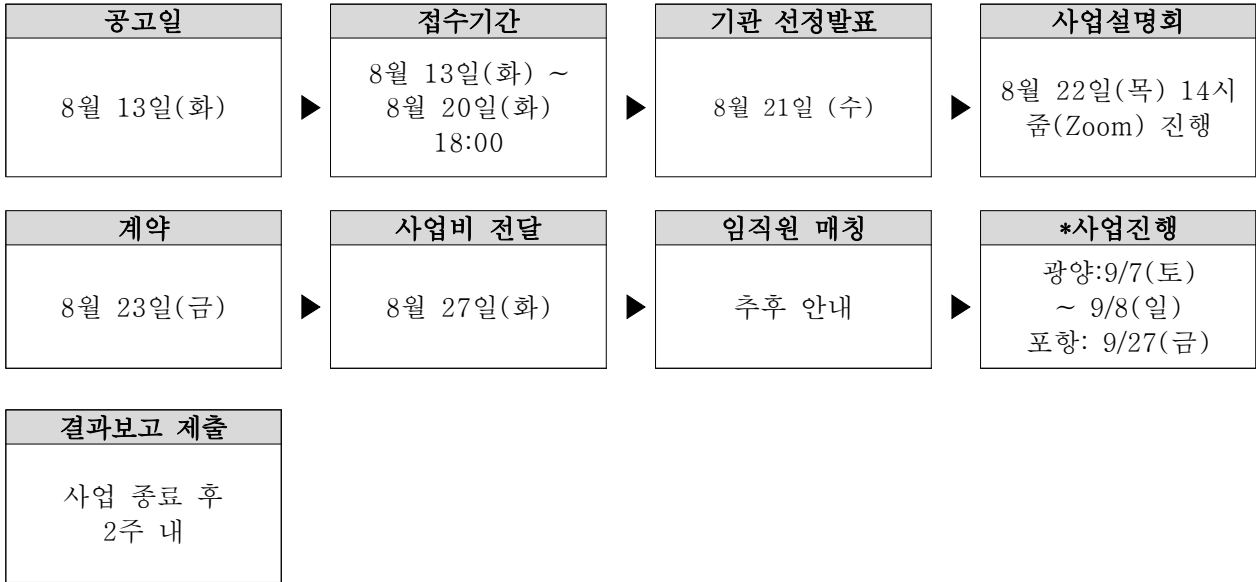 공고일
8월 13일(화)
접수기간
8월 13일(화) ~
8월 20일(화)
18:00
기관 선정발표
8월 21일 (수)
사업설명회
8월 22일(목) 14시
줌(Zoom) 진행
계약
8월 23일(금)
사업비 전달
8월 27일(화)
임직원 매칭
추후 안내
*사업진행
광양:9/7(토)
~ 9/8(일)
포항: 9/27(금)
결과보고 제출
사업 종료 후
2주 내